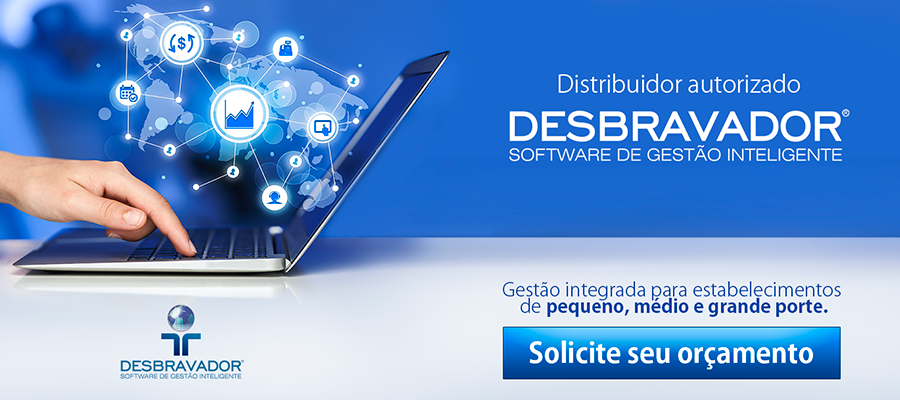 Distribuidor autorizado
DESBRAVADOR®
SOFTWARE DE GESTÃO INTELIGENTE
Gestão integrada para estabelecimentos
de pequeno, médio e grande porte.
Solicite seu orçamento
DESBRAVADOR®
SOFTWARE DE GESTÃO INTELIGENTE
$